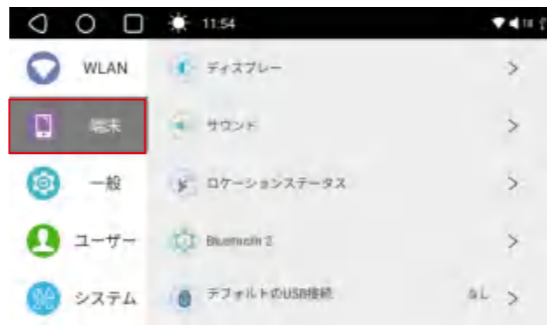 11:54
WLAN
端末
一般
ユーザー
システム
ディスプレー
サウンド
ロケーションステータス
Bluetooth 2
デフォルトのUSB接続
なし